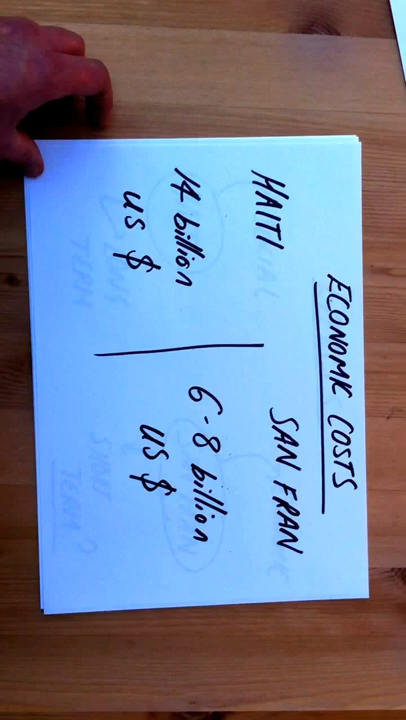 ECONOMIC COSTS
HAITI
14 billion
US $
SAN FRAN
6-8 billion
US $